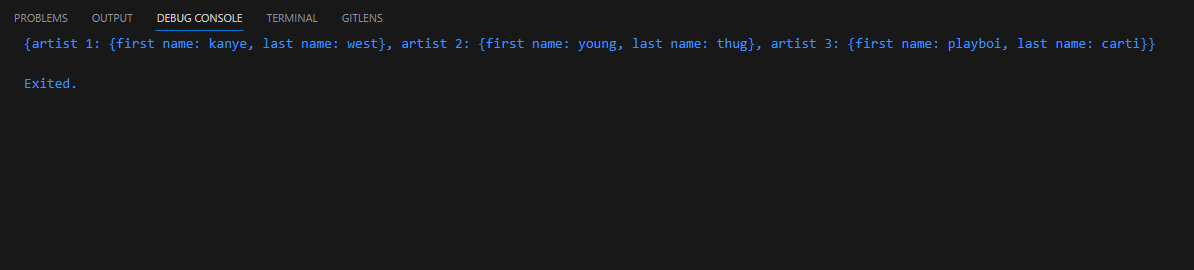 PROBLEMS OUTPUT DEBUG CONSOLE TERMINAL GITLENS
{artist 1: {first name: kanye, last name: west}, artist 2: {first name: young, last name: thug}, artist 3: {first name: playboi, last name: carti}}
Exited.